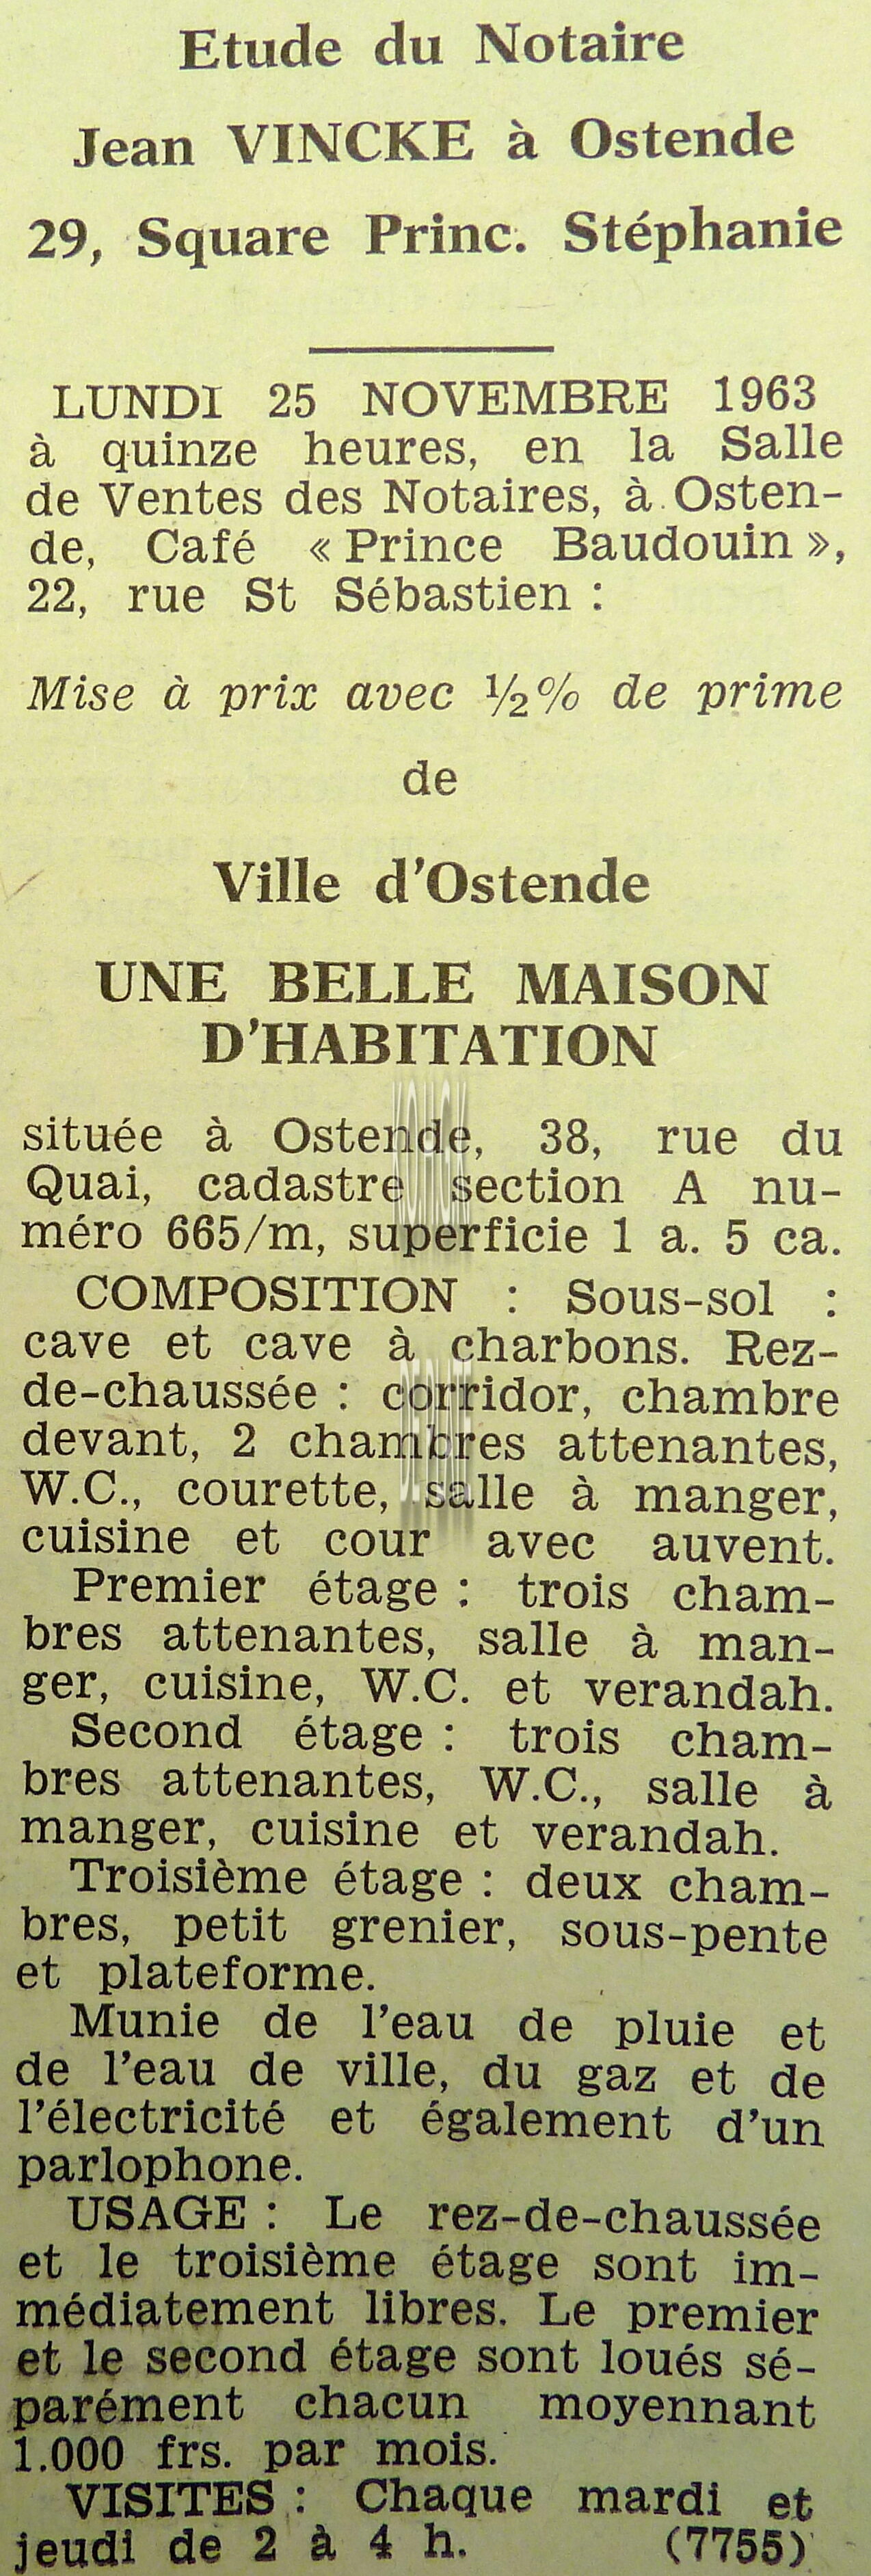 Etude du Notaire
Jean VINCKE à Ostende
29, Square Princ. Stéphanie
LUNDI 25 NOVEMBRE 1963
à quinze heures, en la Salle
de Ventes des Notaires, à Osten-
de, Café « Prince Baudouin »,
22, rue St Sébastien :
Mise à prix avec ½% de prime
de
Ville d'Ostende
UNE BELLE MAISON
D'HABITATION
située à Ostende, 38, rue du
Quai, cadastre section A nu-
méro 665/m, superficie 1 a. 5 ca.
COMPOSITION : Sous-sol :
cave et cave à charbons. Rez-
de-chaussée : corridor, chambre
devant, 2 chambres attenantes,
W.C., courette, salle à manger,
cuisine et cour avec auvent.
Premier étage : trois cham-
bres attenantes, salle à man-
ger, cuisine, W.C. et verandah.
Second étage : trois cham-
bres attenantes, W.C., salle à
manger, cuisine et verandah.
Troisième étage : deux cham-
bres, petit grenier, sous-pente
et plateforme.
Munie de l'eau de pluie et
de l'eau de ville, du gaz et de
l'électricité et également d'un
parlophone.
USAGE : Le rez-de-chaussée
et le troisième étage sont im-
médiatement libres. Le premier
et le second étage sont loués sé-
parément chacun moyennant
1.000 frs. par mois.
VISITES : Chaque mardi et
jeudi de 2 à 4 h. (7755)